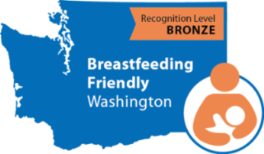 Recognition Level
BRONZE
Breastfeeding
Friendly
Washington